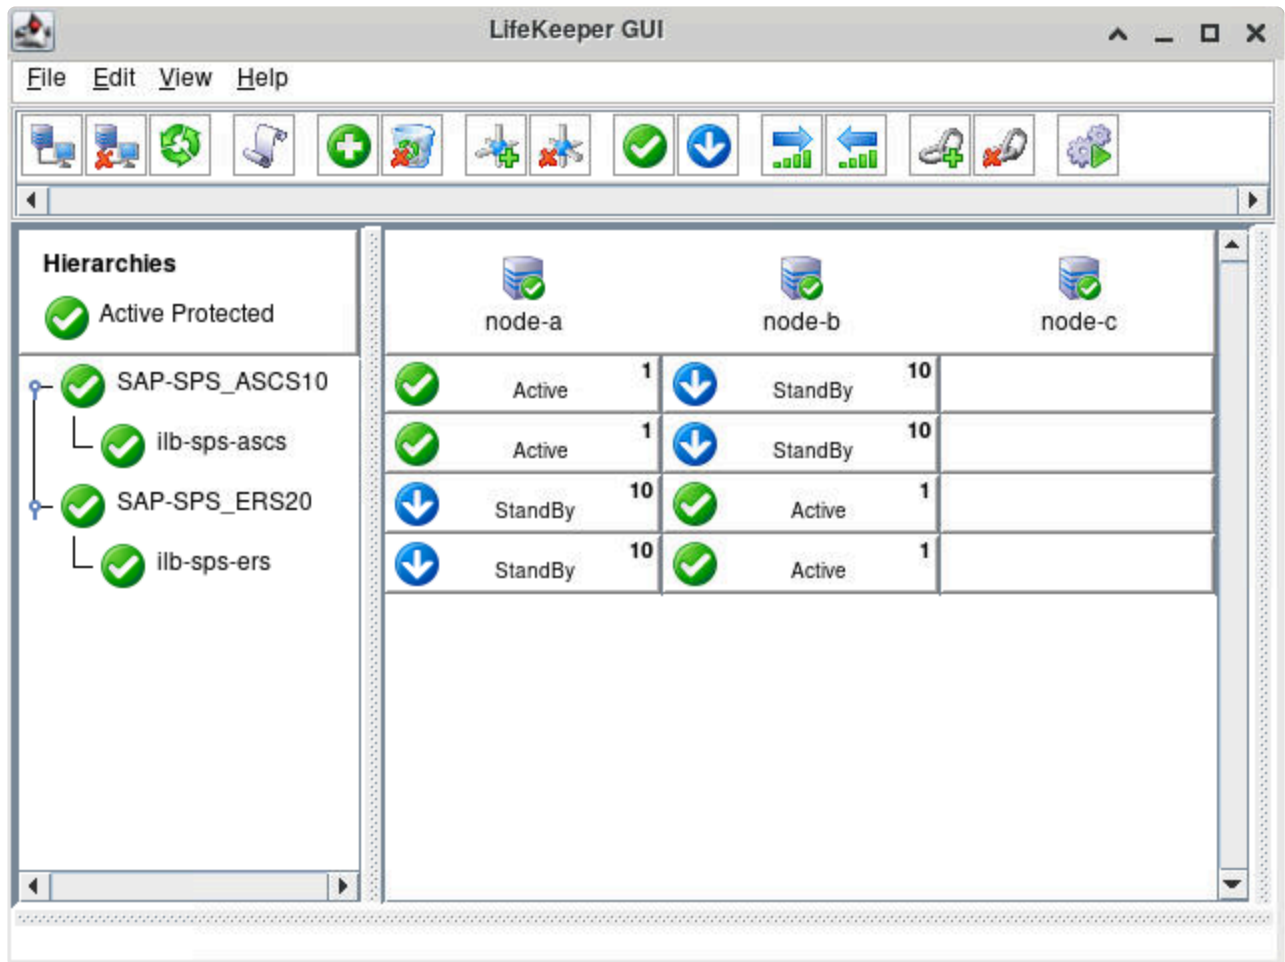 LifeKeeper GUI
File Edit View Help
Hierarchies
Active Protected
node-a node-b node-c
SAP-SPS_ASCS10 Active 1 StandBy 10
ilb-sps-ascs Active 1 StandBy 10
SAP-SPS_ERS20 StandBy 10 Active 1
ilb-sps-ers StandBy 10 Active 1